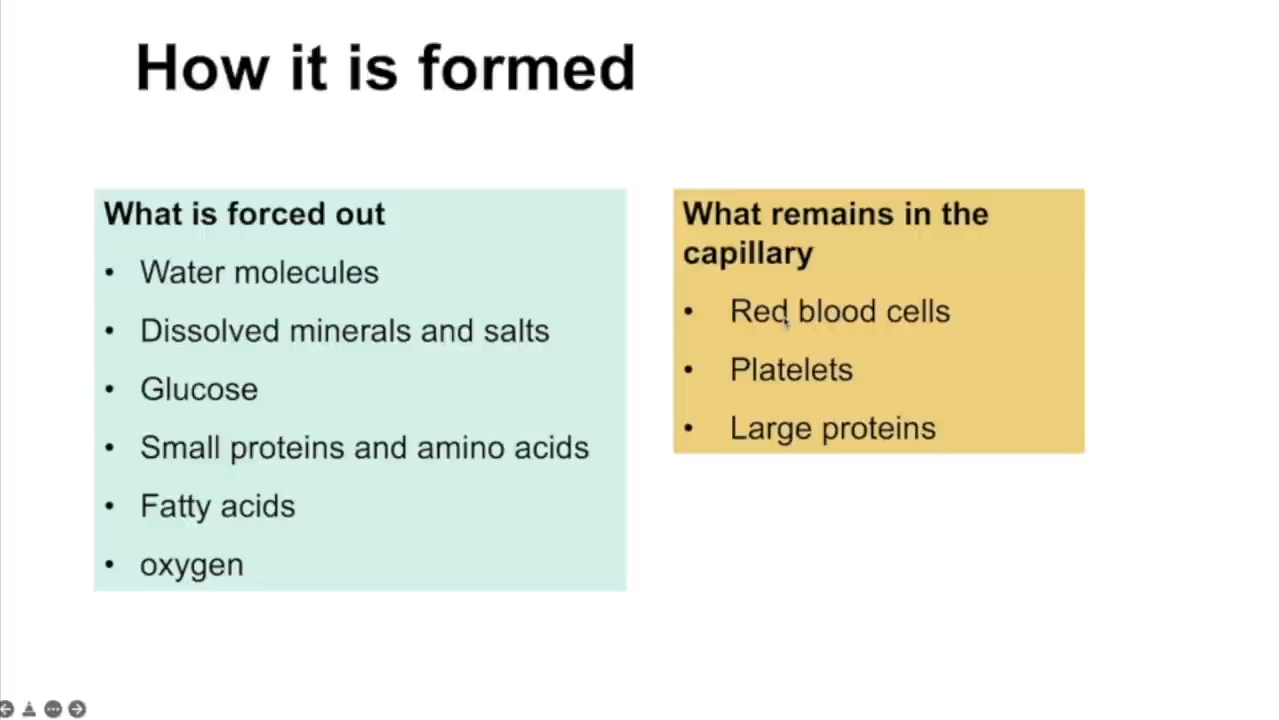 How it is formed
What is forced out
• Water molecules
• Dissolved minerals and salts
• Glucose
• Small proteins and amino acids
• Fatty acids
• oxygen
What remains in the
capillary
• Red blood cells
• Platelets
• Large proteins